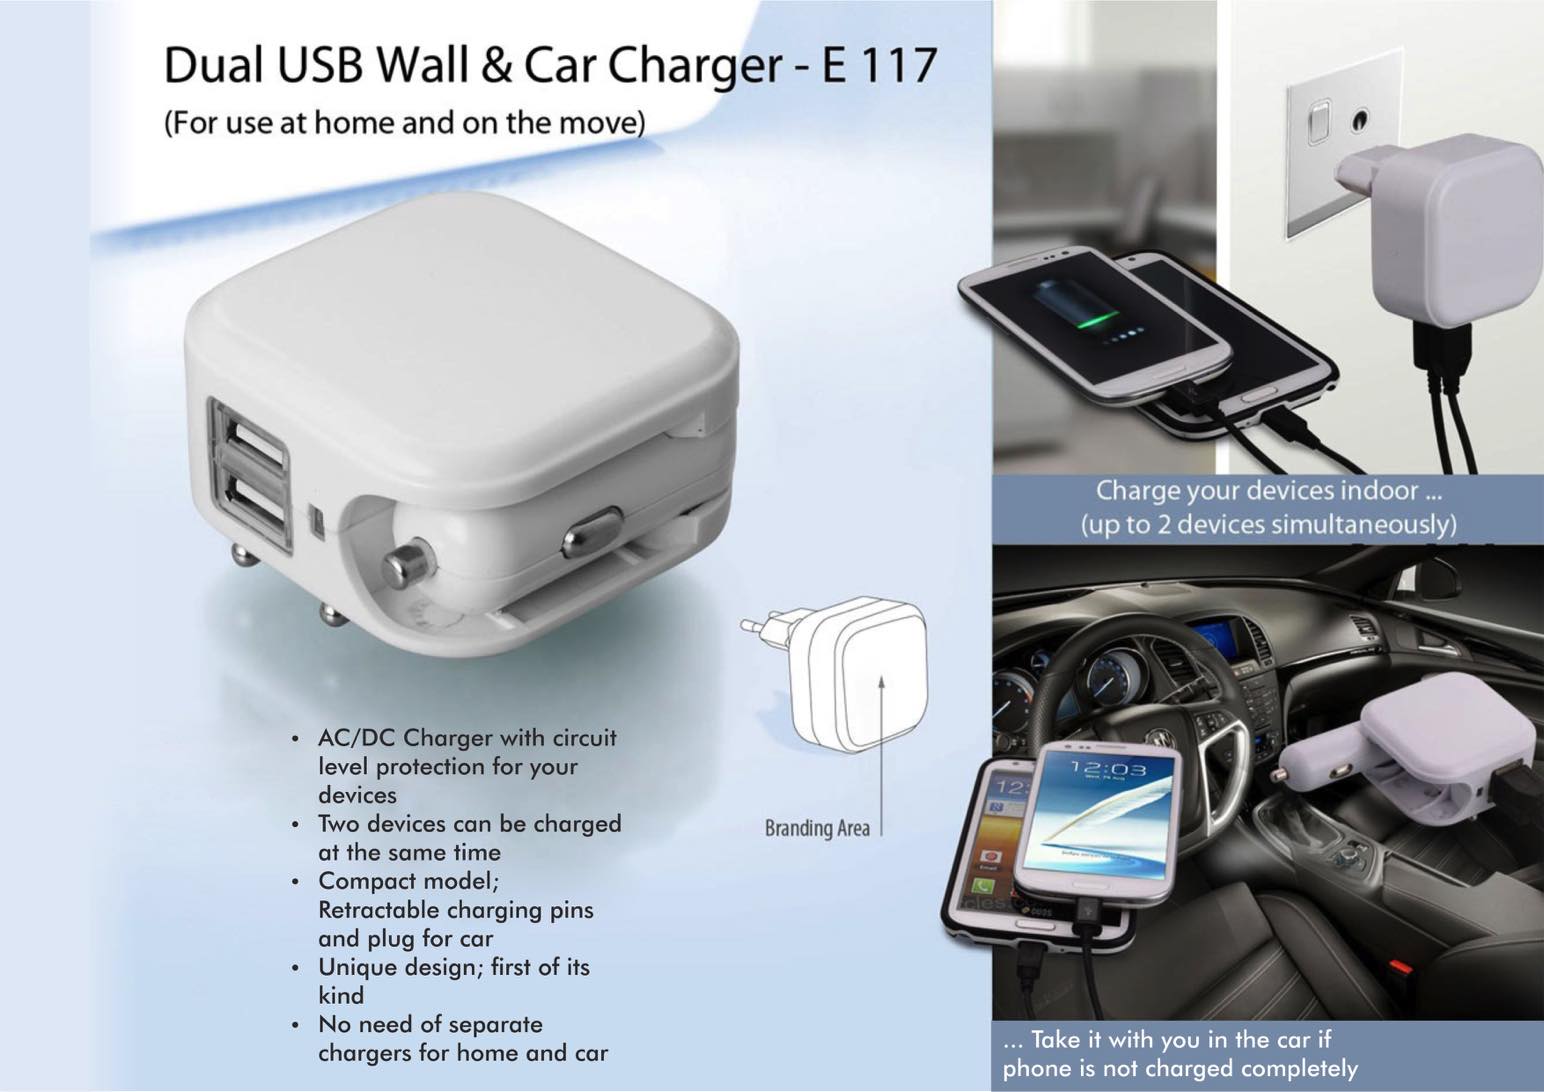 Dual USB Wall & Car Charger - E 117
(For use at home and on the move)
Branding Area
• AC/DC Charger with circuit
level protection for your
devices
• Two devices can be charged
at the same time
• Compact model;
Retractable charging pins
and plug for car
• Unique design; first of its
kind
• No need of separate
chargers for home and car
Charge your devices indoor ...
(up to 2 devices simultaneously)
12:03
12:
Email
... Take it with you in the car if
phone is not charged completely